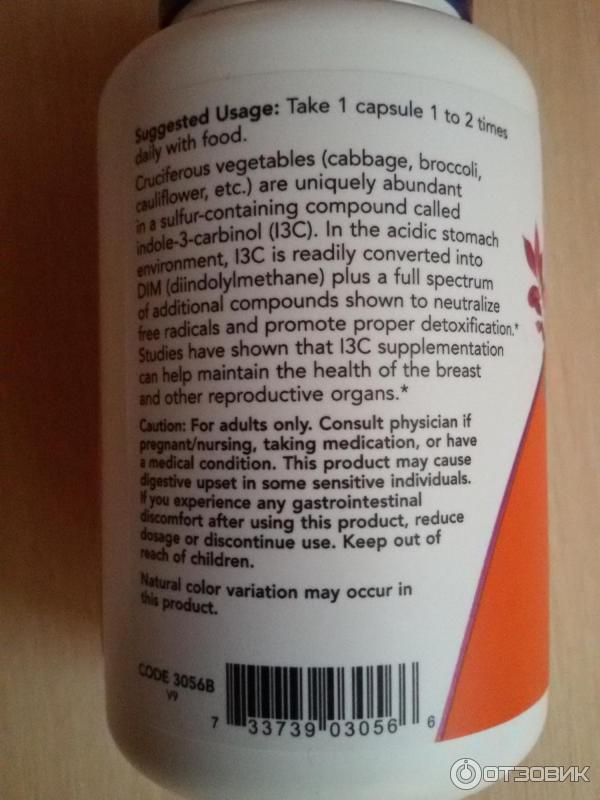 Suggested Usage: Take 1 capsule 1 to 2 times
daily with food.
Cruciferous vegetables (cabbage, broccoli,
cauliflower, etc.) are uniquely abundant
in a sulfur-containing compound called
indole-3-carbinol (I3C). In the acidic stomach
environment, I3C is readily converted into
DIM (diindolylmethane) plus a full spectrum
of additional compounds shown to neutralize
free radicals and promote proper detoxification.*
Studies have shown that I3C supplementation
can help maintain the health of the breast
and other reproductive organs.*
Caution: For adults only. Consult physician if
pregnant/nursing, taking medication, or have
a medical condition. This product may cause
digestive upset in some sensitive individuals.
If you experience any gastrointestinal
discomfort after using this product, reduce
dosage or discontinue use. Keep out of
reach of children.
Natural color variation may occur in
this product.
CODE 3056B
V9
7 33739 03056 6
ОТЗОВИК